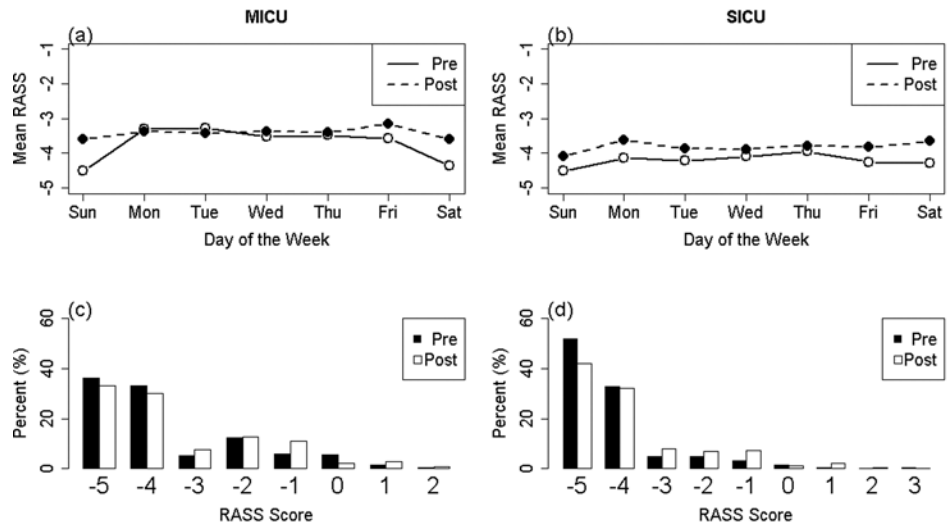 MICU
(a)
Pre
Post
Mean RASS
-1
-2
-3
-4
-5
Sun Mon Tue Wed Thu Fri Sat
Day of the Week
SICU
(b)
Pre
Post
Mean RASS
-1
-2
-3
-4
-5
Sun Mon Tue Wed Thu Fri Sat
Day of the Week
(c)
Pre
Post
Percent (%)
60
40
20
0
-5 -4 -3 -2 -1 0 1 2
RASS Score
(d)
Pre
Post
Percent (%)
60
40
20
0
-5 -4 -3 -2 -1 0 1 2 3
RASS Score